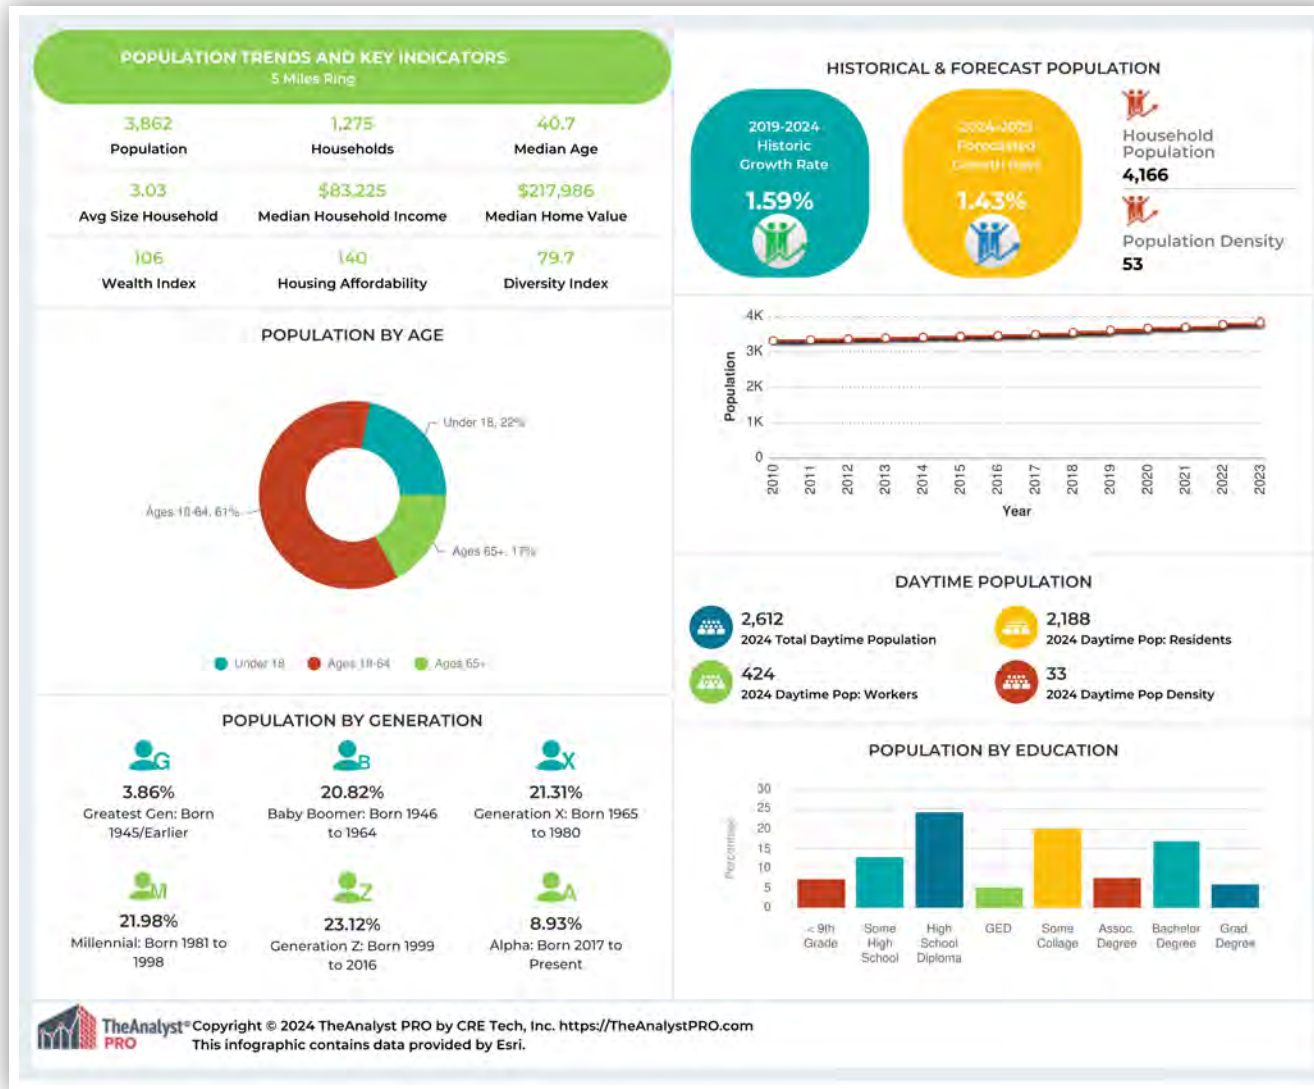 POPULATION TRENDS AND KEY INDICATORS
5 Miles Ring
3,862
Population
1,275
Households
40.7
Median Age
3.03
Avg Size Household
$83,225
Median Household Income
$217,986
Median Home Value
106
Wealth Index
140
Housing Affordability
79.7
Diversity Index
HISTORICAL & FORECAST POPULATION
2019-2024
Historic
Growth Rate
1.59%
2024-2029
Forecasted
Growth Rate
1.43%
Household
Population
4,166
Population Density
53
POPULATION BY AGE
Under 18, 22%
Ages 18-64, 61%
Ages 65+, 17%
Under 18
Ages 18-64
Ages 65+
4K
3K
2K
1K
0
Population
2010
2011
2012
2013
2014
2015
2016
2017
2018
2019
2020
2021
2022
2023
Year
DAYTIME POPULATION
2,612
2024 Total Daytime Population
2,188
2024 Daytime Pop: Residents
424
2024 Daytime Pop: Workers
33
2024 Daytime Pop Density
POPULATION BY GENERATION
G
3.86%
Greatest Gen: Born
1945/Earlier
B
20.82%
Baby Boomer: Born 1946
to 1964
X
21.31%
Generation X: Born 1965
to 1980
M
21.98%
Millennial: Born 1981 to
1998
Z
23.12%
Generation Z: Born 1999
to 2016
A
8.93%
Alpha: Born 2017 to
Present
POPULATION BY EDUCATION
30
25
20
15
10
5
0
Percentage
< 9th
Grade
Some
High
School
High
School
Diploma
GED
Some
Collage
Assoc.
Degree
Bachelor
Degree
Grad.
Degree
TheAnalyst®
PRO
Copyright © 2024 TheAnalyst PRO by CRE Tech, Inc. https://TheAnalystPRO.com
This infographic contains data provided by Esri.